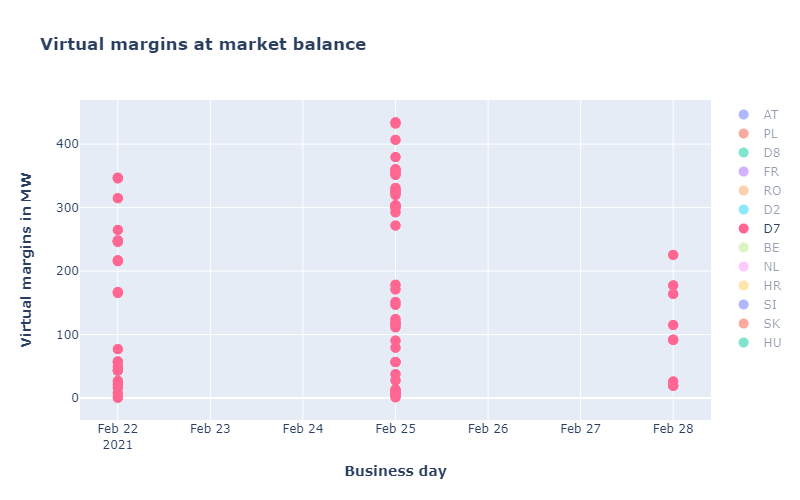 Virtual margins at market balance
Virtual margins in MW
400
300
200
100
0
Feb 22
2021
Feb 23
Feb 24
Feb 25
Feb 26
Feb 27
Feb 28
Business day
AT
PL
D8
FR
RO
D2
D7
BE
NL
HR
SI
SK
HU